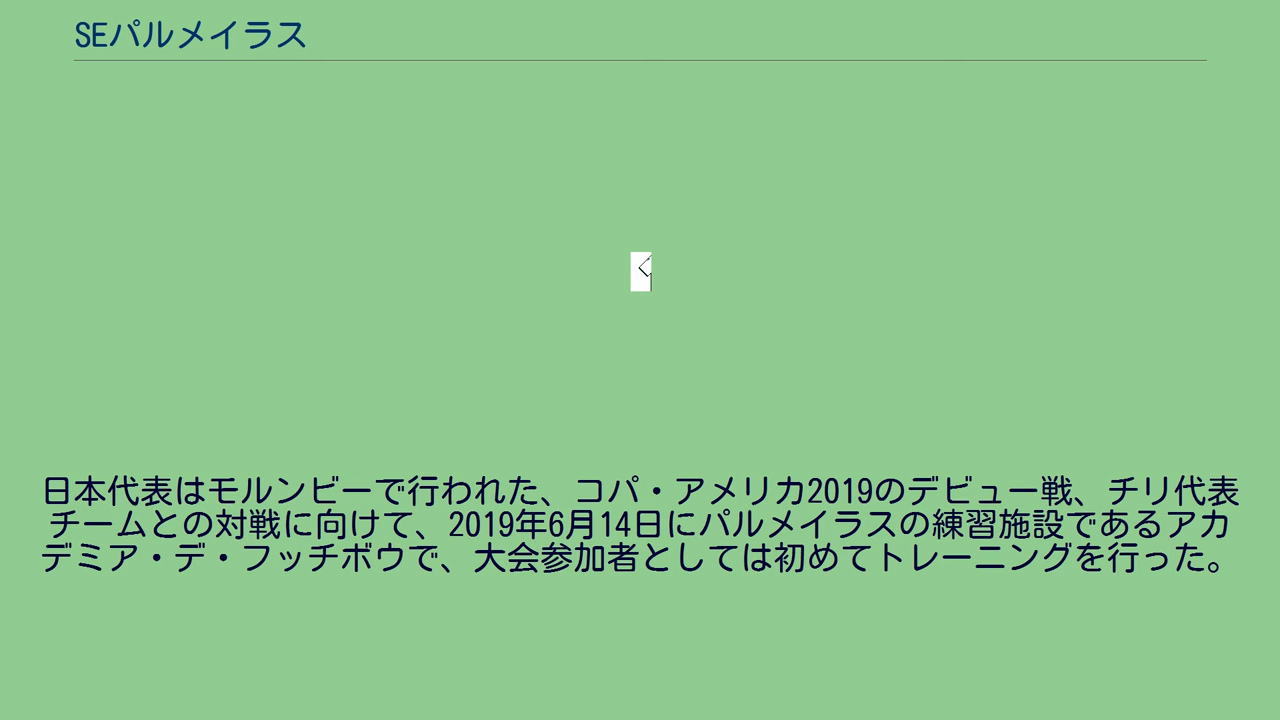 SEパルメイラス
日本代表はモルンビーで行われた、コパ・アメリカ2019のデビュー戦、チリ代表
チームとの対戦に向けて、2019年6月14日にパルメイラスの練習施設であるアカ
デミア・デ・フッチボウで、大会参加者としては初めてトレーニングを行った。